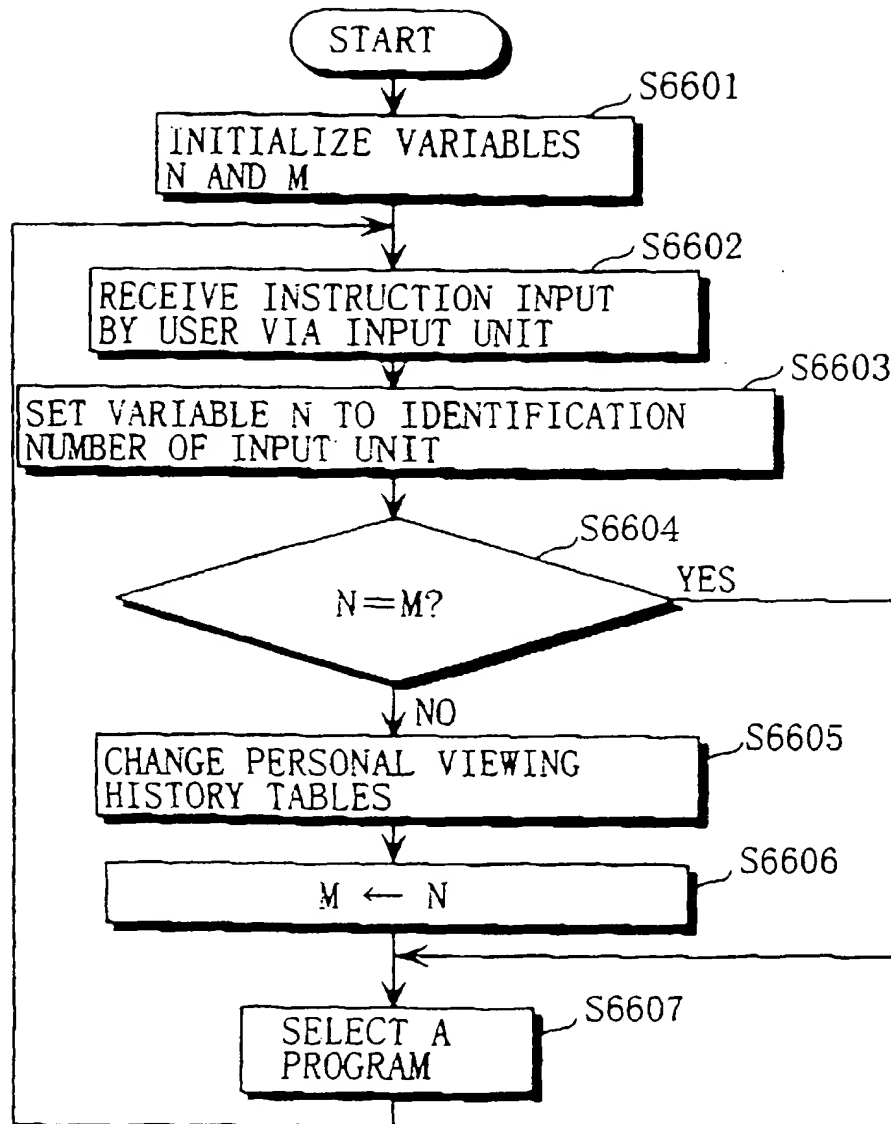 START
S6601
INITIALIZE VARIABLES
N AND M
S6602
RECEIVE INSTRUCTION INPUT
BY USER VIA INPUT UNIT
S6603
SET VARIABLE N TO IDENTIFICATION
NUMBER OF INPUT UNIT
S6604
N=M?
YES
NO
S6605
CHANGE PERSONAL VIEWING
HISTORY TABLES
S6606
M ← N
S6607
SELECT A
PROGRAM